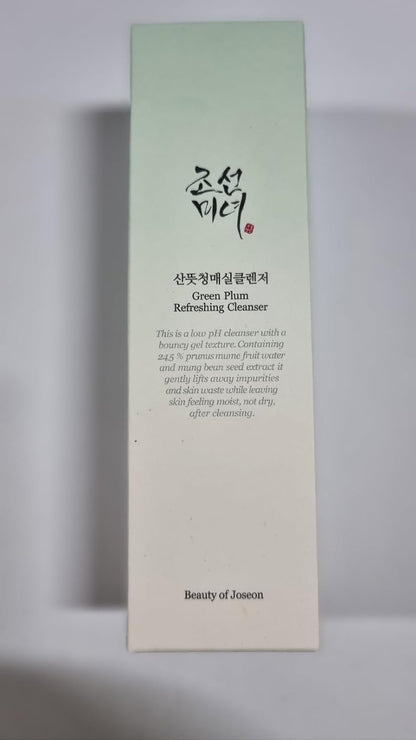 조선
미녀
산뜻청매실클렌저
Green Plum
Refreshing Cleanser
This is a low pH cleanser with a
bouncy gel texture. Containing
24.5 % prunus mume fruit water
and mung bean seed extract it
gently lifts away impurities
and skin waste while leaving
skin feeling moist, not dry,
after cleansing.
Beauty of Joseon